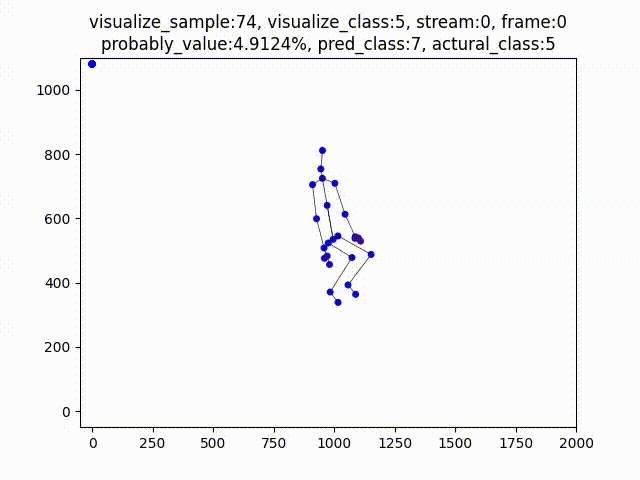 visualize_sample:74, visualize_class:5, stream:0, frame:0
probably_value:4.9124%, pred_class:7, actural_class:5
1000
800
600
400
200
0
0 250 500 750 1000 1250 1500 1750 2000